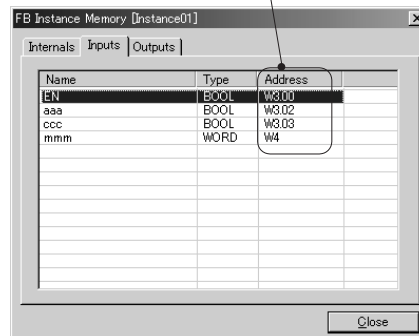 FB Instance Memory [Instance01]
Internals Inputs Outputs
Name Type Address
EN BOOL W3.00
aaa BOOL W3.02
ccc BOOL W3.03
mmm WORD W4
Close